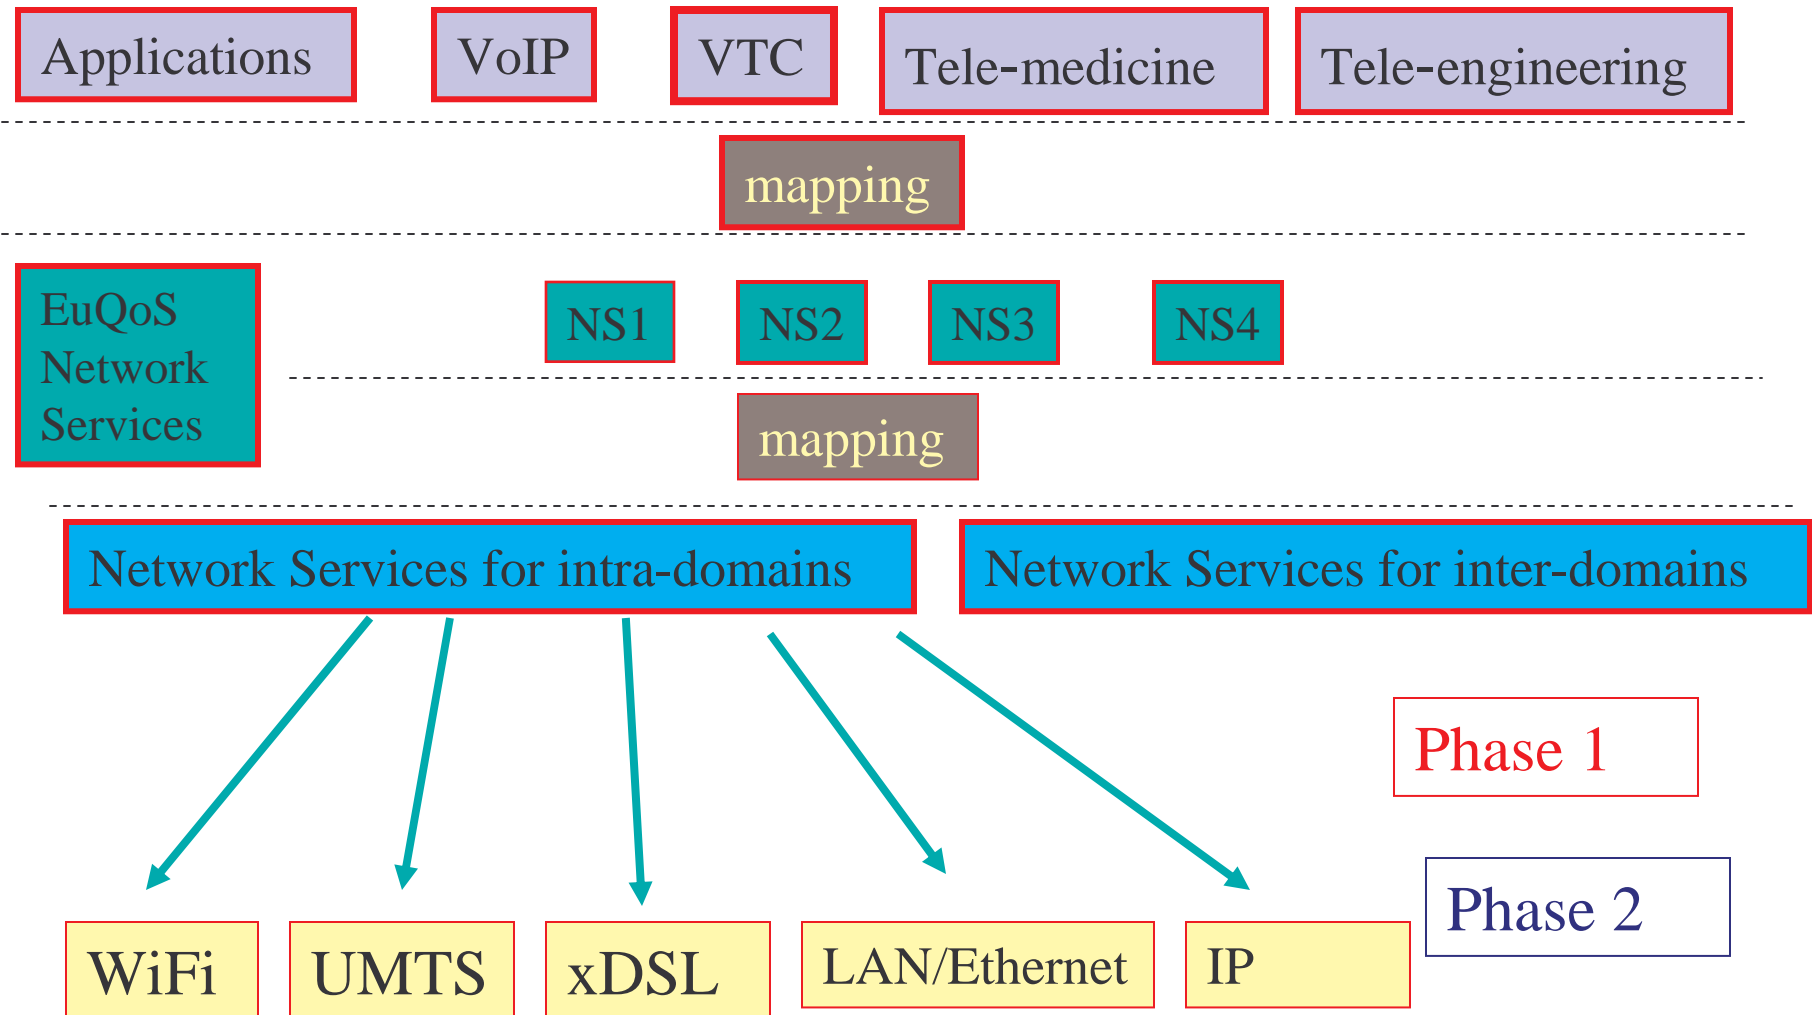 Applications
VoIP
VTC
Tele-medicine
Tele-engineering
mapping
EuQoS
Network
Services
NS1
NS2
NS3
NS4
mapping
Network Services for intra-domains
Network Services for inter-domains
Phase 1
Phase 2
WiFi
UMTS
xDSL
LAN/Ethernet
IP